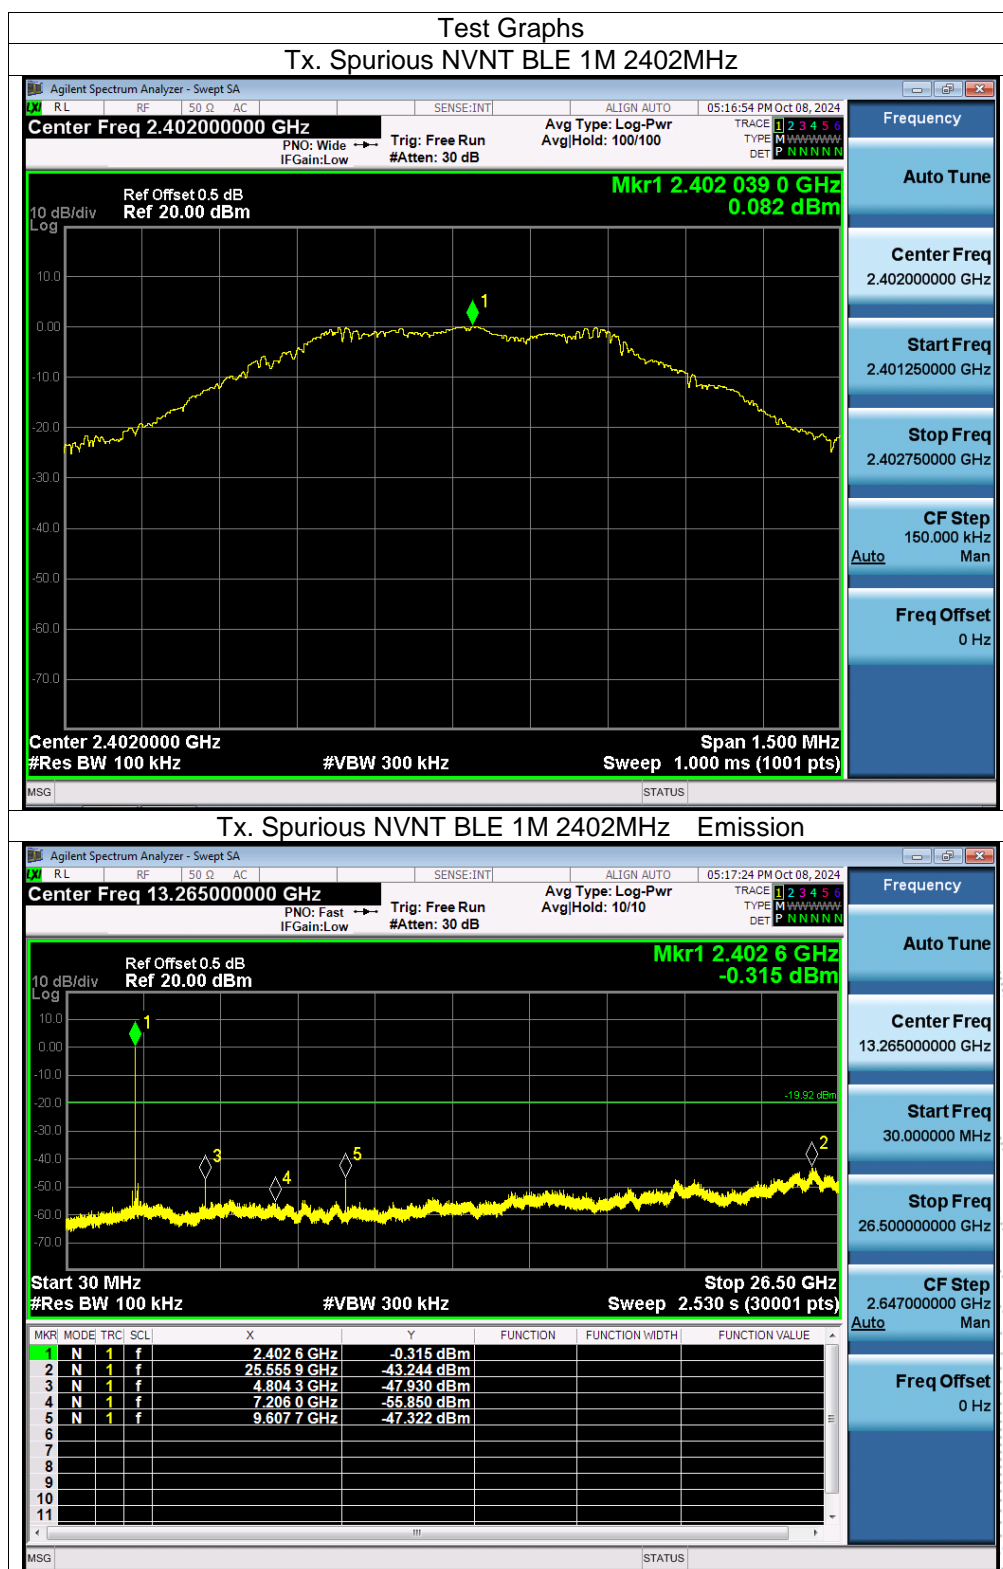 Test Graphs
Tx. Spurious NVNT BLE 1M 2402MHz
Agilent Spectrum Analyzer - Swept SA
LXI RL RF 50 Ω AC SENSE:INT ALIGN AUTO 05:16:54 PM Oct 08, 2024
Center Freq 2.402000000 GHz
PNO: Wide
IFGain:Low
Trig: Free Run
#Atten: 30 dB
Avg Type: Log-Pwr
Avg|Hold: 100/100
TRACE 1 2 3 4 5 6
TYPE M WWWWW
DET P N N N N N
Frequency
Auto Tune
Center Freq
2.402000000 GHz
Start Freq
2.401250000 GHz
Stop Freq
2.402750000 GHz
CF Step
150.000 kHz
Auto Man
Freq Offset
0 Hz
Mkr1 2.402 039 0 GHz
0.082 dBm
Ref Offset 0.5 dB
10 dB/div Ref 20.00 dBm
Log
10.0
1
0.00
-10.0
-20.0
-30.0
-40.0
-50.0
-60.0
-70.0
Center 2.4020000 GHz Span 1.500 MHz
#Res BW 100 kHz #VBW 300 kHz Sweep 1.000 ms (1001 pts)
MSG STATUS
Tx. Spurious NVNT BLE 1M 2402MHz Emission
Agilent Spectrum Analyzer - Swept SA
LXI RL RF 50 Ω AC SENSE:INT ALIGN AUTO 05:17:24 PM Oct 08, 2024
Center Freq 13.265000000 GHz
PNO: Fast
IFGain:Low
Trig: Free Run
#Atten: 30 dB
Avg Type: Log-Pwr
Avg|Hold: 10/10
TRACE 1 2 3 4 5 6
TYPE M WWWWW
DET P N N N N N
Frequency
Auto Tune
Center Freq
13.265000000 GHz
Start Freq
30.000000 MHz
Stop Freq
26.500000000 GHz
CF Step
2.647000000 GHz
Auto Man
Freq Offset
0 Hz
Mkr1 2.402 6 GHz
-0.315 dBm
Ref Offset 0.5 dB
10 dB/div Ref 20.00 dBm
Log
10.0
1
0.00
-10.0
-19.92 dBm
-20.0
-30.0
2
3
5
-40.0
4
-50.0
-60.0
-70.0
Start 30 MHz Stop 26.50 GHz
#Res BW 100 kHz #VBW 300 kHz Sweep 2.530 s (30001 pts)
MKR MODE TRC SCL X Y FUNCTION FUNCTION WIDTH FUNCTION VALUE
1 N 1 f 2.402 6 GHz -0.315 dBm
2 N 1 f 25.555 9 GHz -43.244 dBm
3 N 1 f 4.804 3 GHz -47.930 dBm
4 N 1 f 7.206 0 GHz -55.850 dBm
5 N 1 f 9.607 7 GHz -47.322 dBm
6
7
8
9
10
11
MSG STATUS